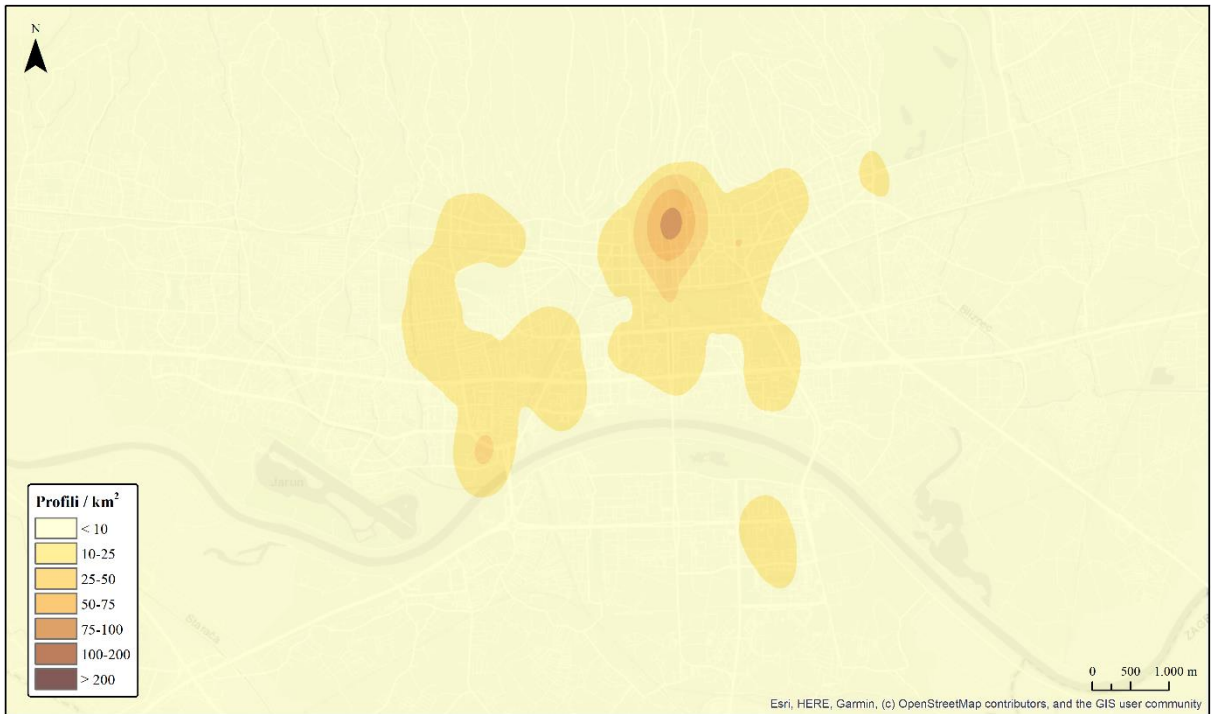 N
Jarun
Profili / km²
< 10
10-25
25-50
50-75
75-100
100-200
> 200
0 500 1.000 m
Esri, HERE, Garmin, (c) OpenStreetMap contributors, and the GIS user community